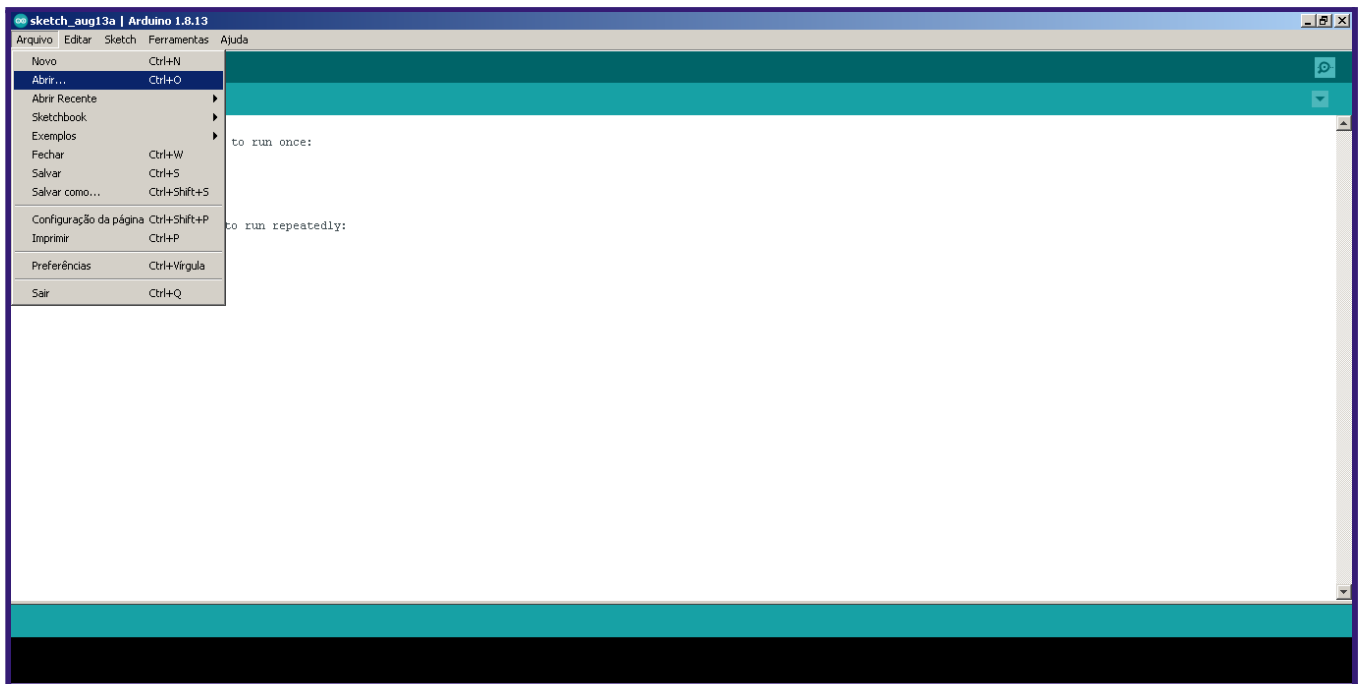 sketch_aug13a | Arduino 1.8.13
Arquivo Editar Sketch Ferramentas Ajuda
Novo Ctrl+N
Abrir... Ctrl+O
Abrir Recente
Sketchbook
Exemplos
to run once:
Fechar Ctrl+W
Salvar Ctrl+S
Salvar como... Ctrl+Shift+S
Configuração da página Ctrl+Shift+P
to run repeatedly:
Imprimir Ctrl+P
Preferências Ctrl+Vírgula
Sair Ctrl+Q